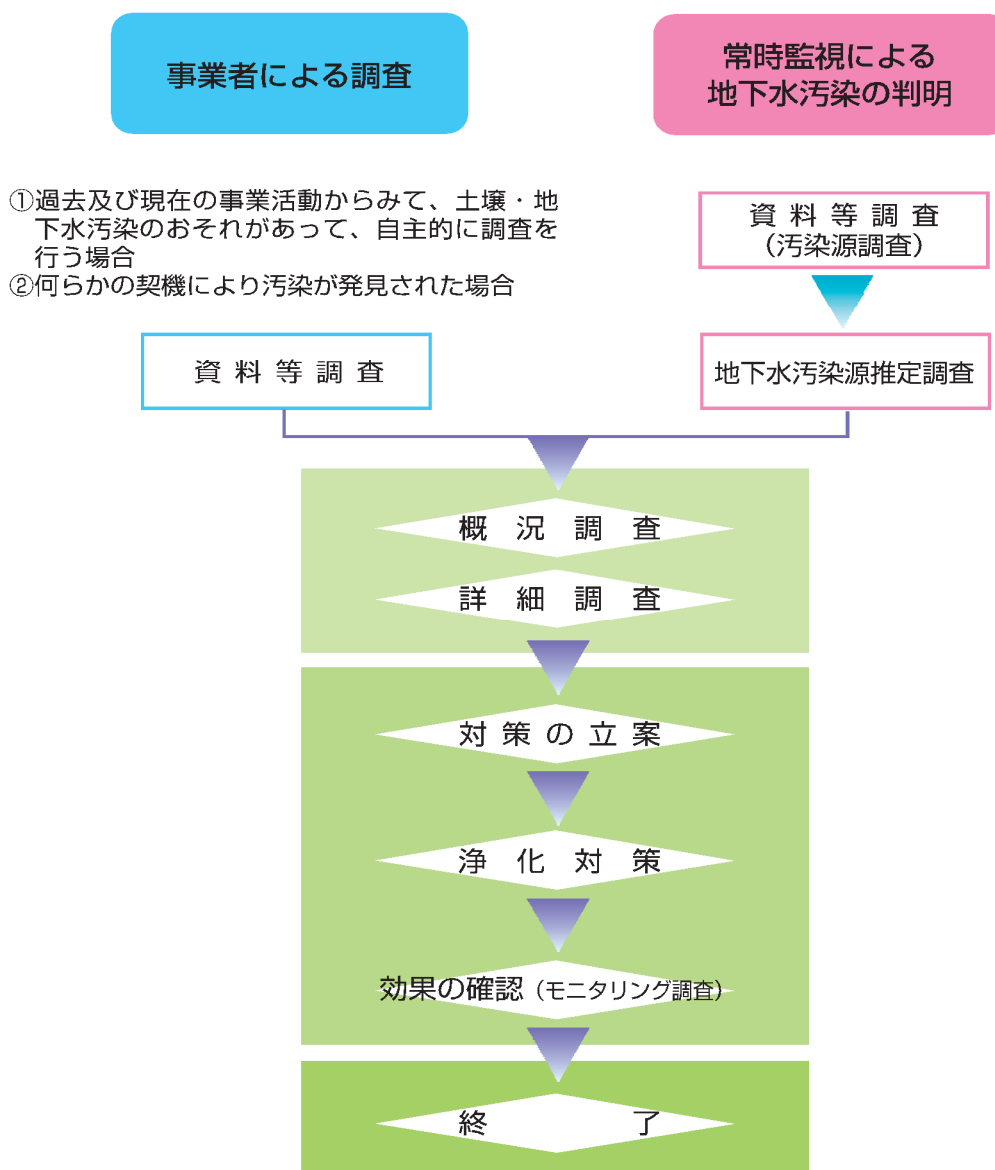 事業者による調査
常時監視による
地下水汚染の判明
①過去及び現在の事業活動からみて、土壌・地
下水汚染のおそれがあって、自主的に調査を
行う場合
②何らかの契機により汚染が発見された場合
資料等調査
（汚染源調査）
資料等調査
地下水汚染源推定調査
概況調査
詳細調査
対策の立案
浄化対策
効果の確認（モニタリング調査）
終了